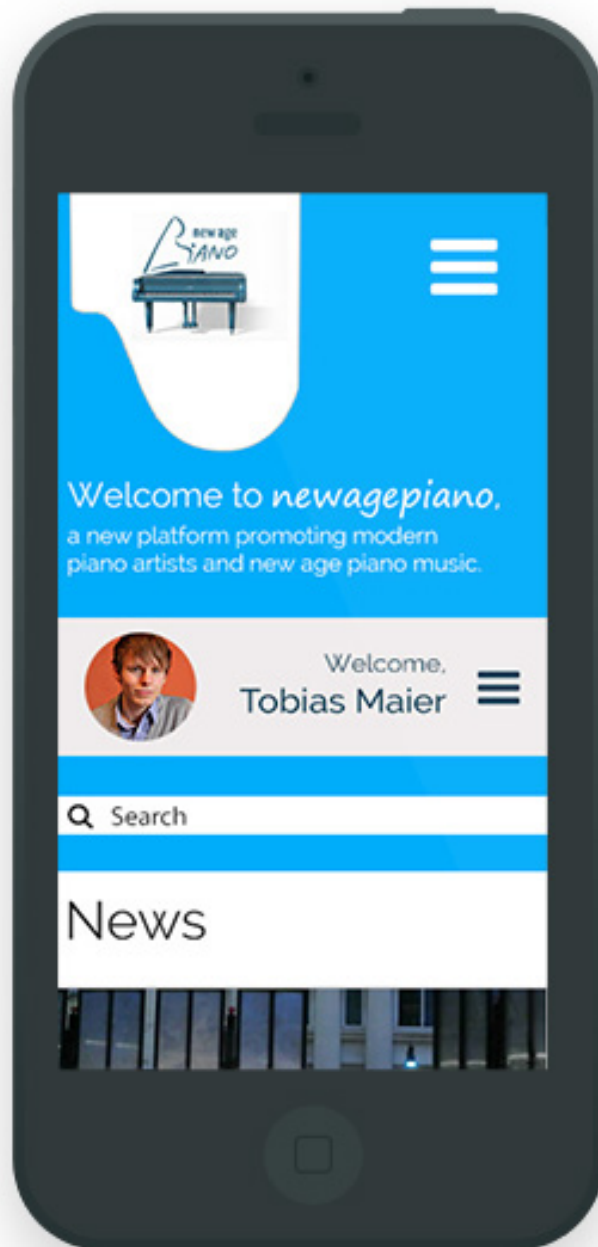 new age
PIANO
Welcome to newagepiano,
a new platform promoting modern
piano artists and new age piano music.
Welcome,
Tobias Maier
Search
News